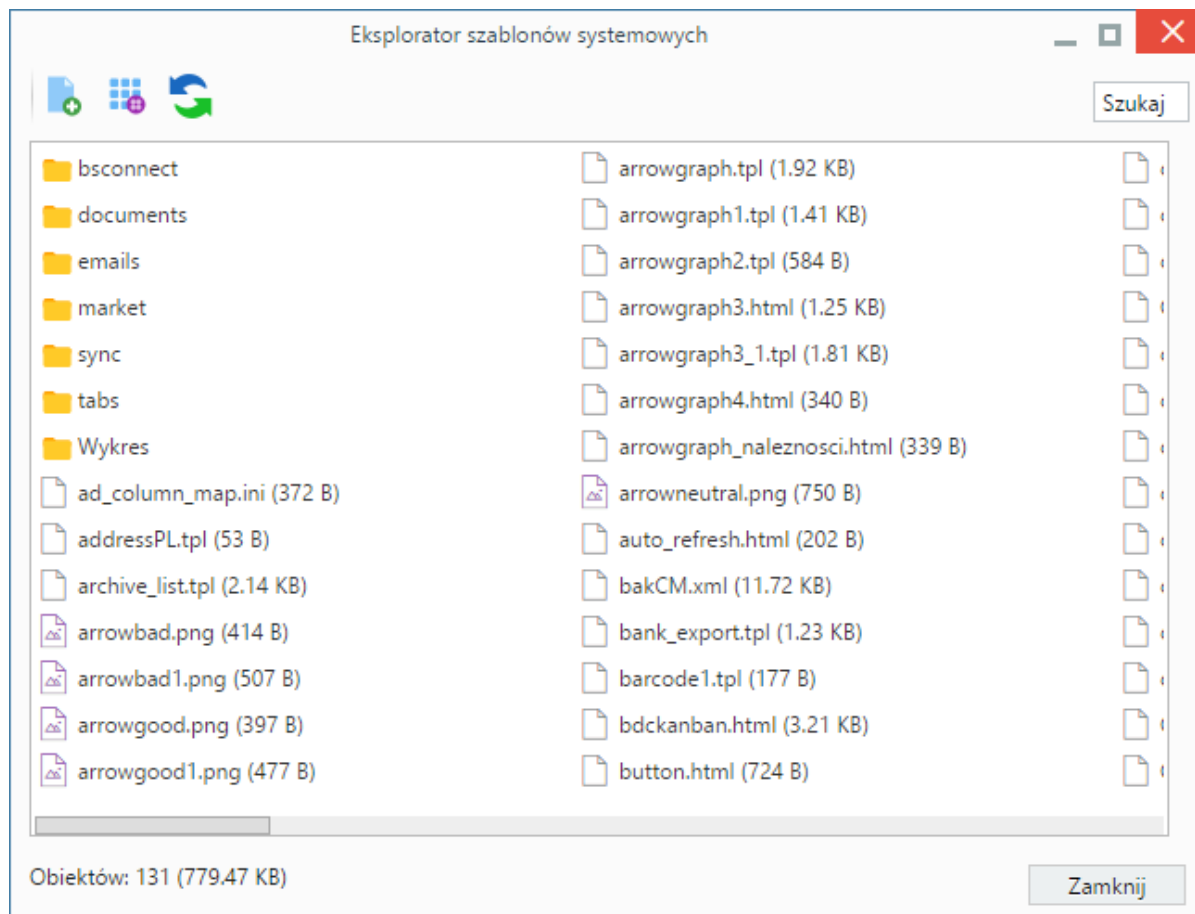 Eksplorator szablonów systemowych
Szukaj
bsconnect
documents
emails
market
sync
tabs
Wykres
ad_column_map.ini (372 B)
addressPL.tpl (53 B)
archive_list.tpl (2.14 KB)
arrowbad.png (414 B)
arrowbad1.png (507 B)
arrowgood.png (397 B)
arrowgood1.png (477 B)
arrowgraph.tpl (1.92 KB)
arrowgraph1.tpl (1.41 KB)
arrowgraph2.tpl (584 B)
arrowgraph3.html (1.25 KB)
arrowgraph3_1.tpl (1.81 KB)
arrowgraph4.html (340 B)
arrowgraph_naleznosci.html (339 B)
arrowneutral.png (750 B)
auto_refresh.html (202 B)
bakCM.xml (11.72 KB)
bank_export.tpl (1.23 KB)
barcode1.tpl (177 B)
bdckanban.html (3.21 KB)
button.html (724 B)
Obiektów: 131 (779.47 KB)
Zamknij